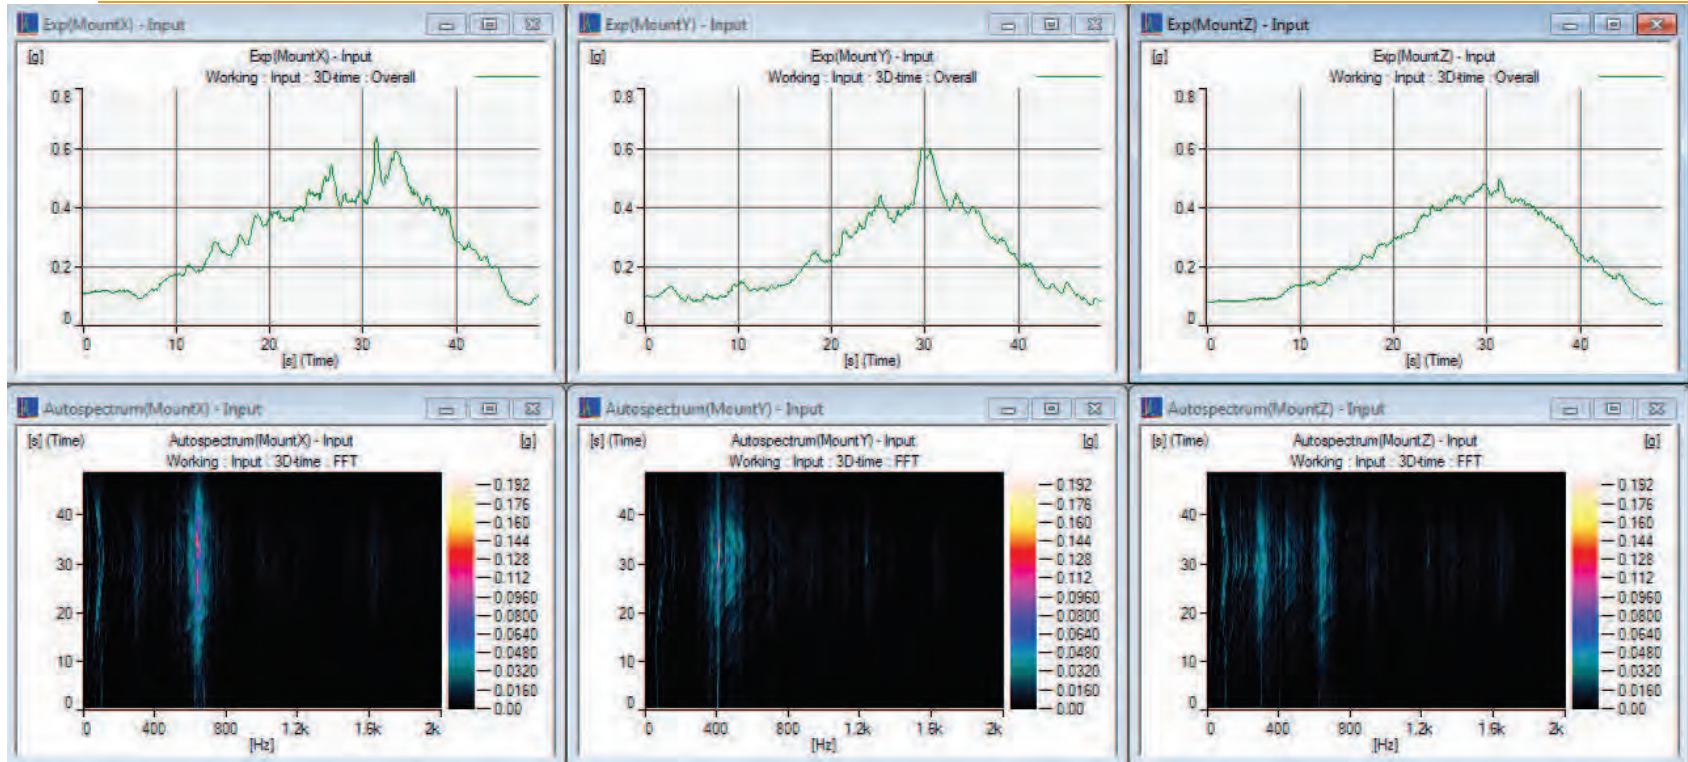 Exp(MountX) - Input
[g]
Exp(MountX) - Input
Working : Input : 3D-time : Overall
0.8
0.6
0.4
0.2
0
0 10 20 30 40
[s] (Time)
Exp(MountY) - Input
[g]
Exp(MountY) - Input
Working : Input : 3D-time : Overall
0.8
0.6
0.4
0.2
0
0 10 20 30 40
[s] (Time)
Exp(MountZ) - Input
[g]
Exp(MountZ) - Input
Working : Input : 3D-time : Overall
0.8
0.6
0.4
0.2
0
0 10 20 30 40
[s] (Time)
Autospectrum(MountX) - Input
[s] (Time) Autospectrum(MountX) - Input [g]
Working : Input : 3D-time : FFT
40
30
20
10
0
0 400 800 1.2k 1.6k 2k
[Hz]
0.192
0.176
0.160
0.144
0.128
0.112
0.0960
0.0800
0.0640
0.0480
0.0320
0.0160
0.00
Autospectrum(MountY) - Input
[s] (Time) Autospectrum(MountY) - Input [g]
Working : Input : 3D-time : FFT
40
30
20
10
0
0 400 800 1.2k 1.6k 2k
[Hz]
0.192
0.176
0.160
0.144
0.128
0.112
0.0960
0.0800
0.0640
0.0480
0.0320
0.0160
0.00
Autospectrum(MountZ) - Input
[s] (Time) Autospectrum(MountZ) - Input [g]
Working : Input : 3D-time : FFT
40
30
20
10
0
0 400 800 1.2k 1.6k 2k
[Hz]
0.192
0.176
0.160
0.144
0.128
0.112
0.0960
0.0800
0.0640
0.0480
0.0320
0.0160
0.00